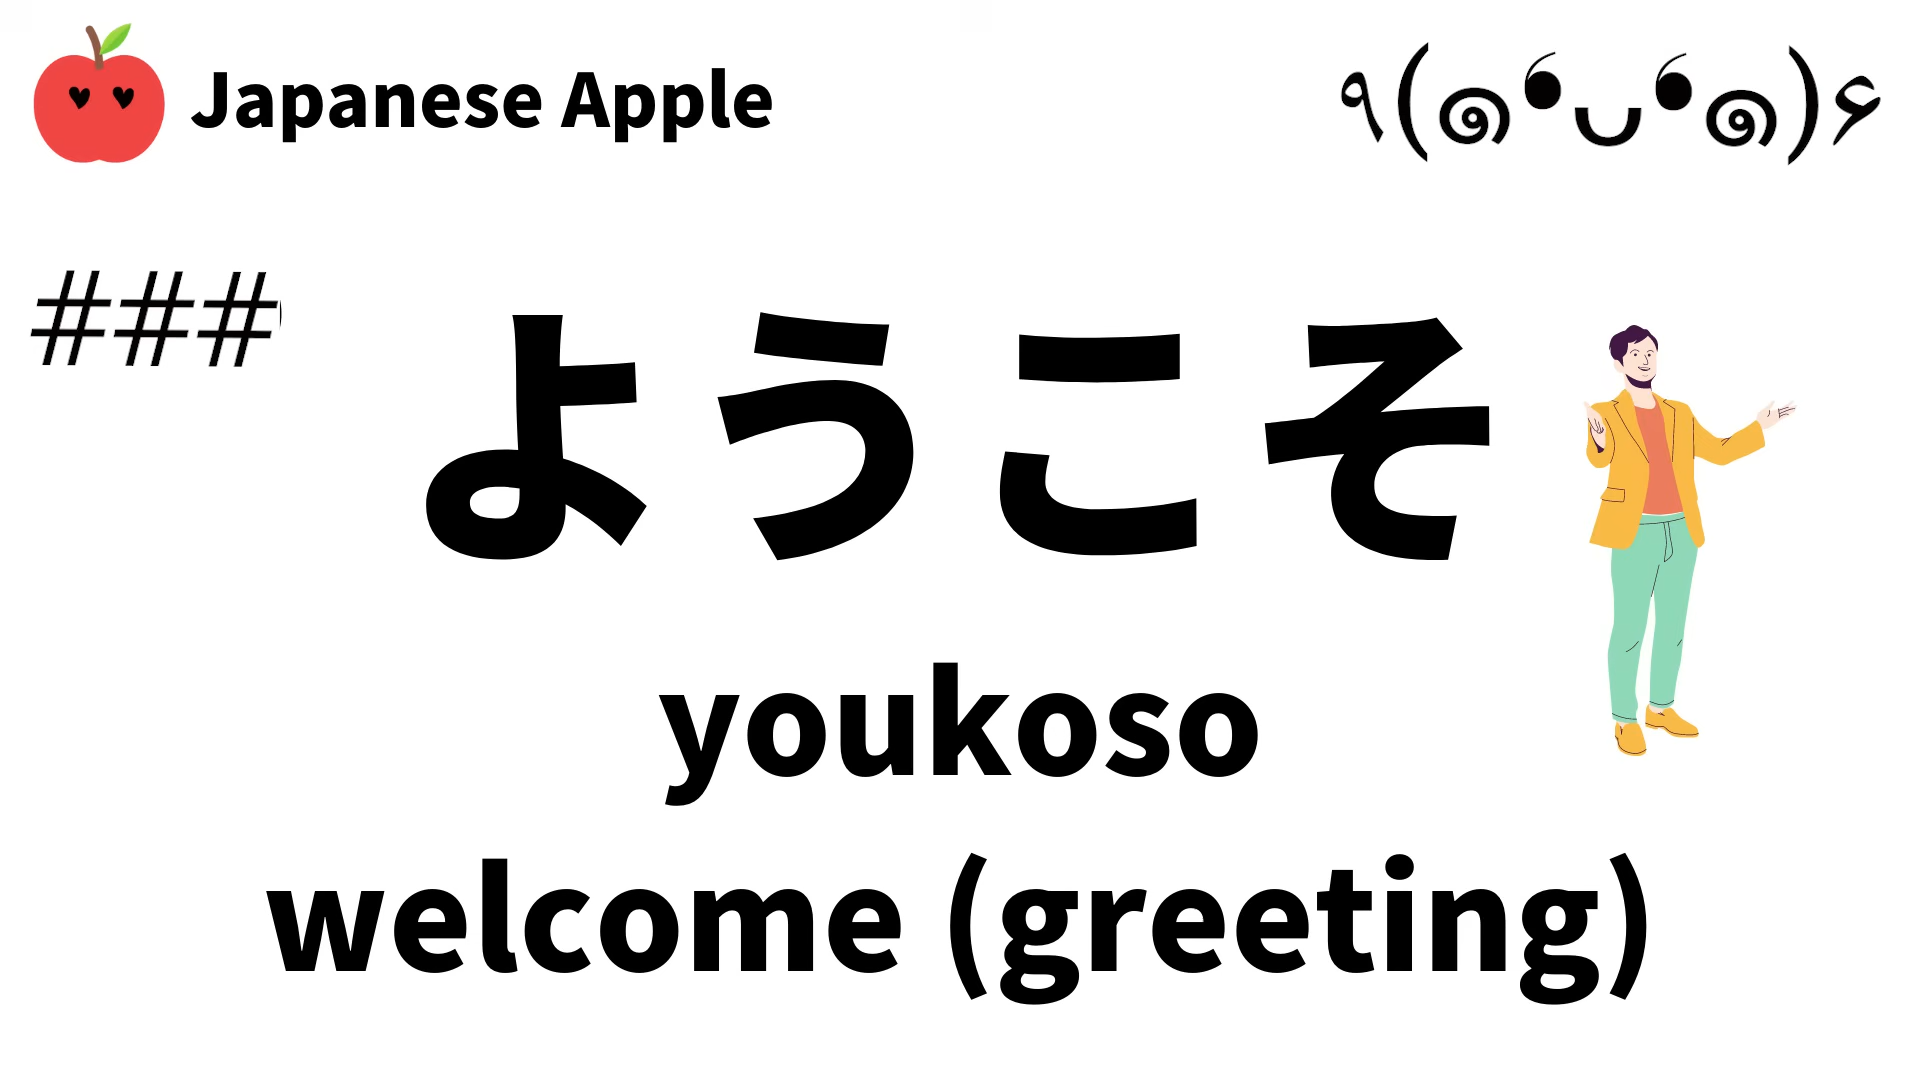 Japanese Apple
٩(๑❛ᴗ❛๑)۶
###
ようこそ
youkoso
welcome (greeting)